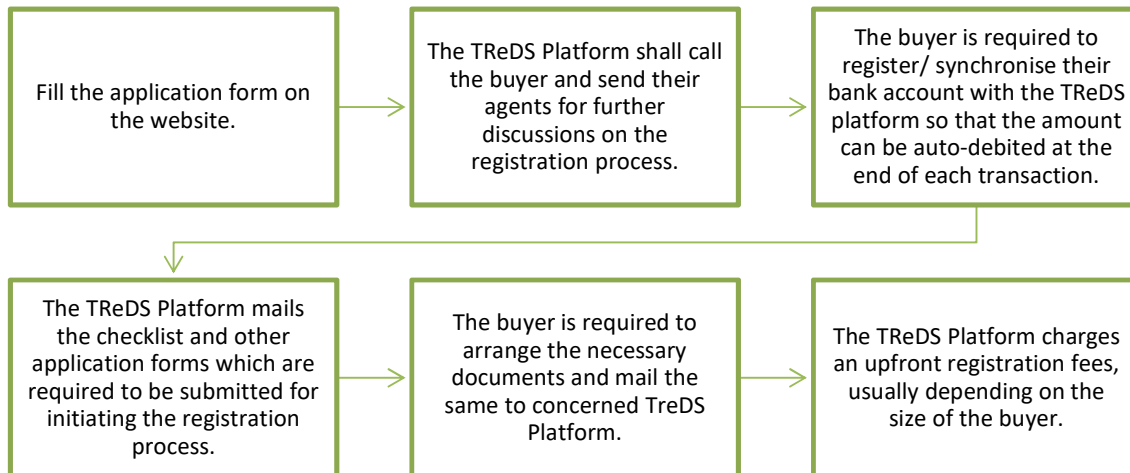 Fill the application form on
the website.
The TReDS Platform shall call
the buyer and send their
agents for further
discussions on the
registration process.
The buyer is required to
register/ synchronise their
bank account with the TReDS
platform so that the amount
can be auto-debited at the
end of each transaction.
The TReDS Platform mails
the checklist and other
application forms which are
required to be submitted for
initiating the registration
process.
The buyer is required to
arrange the necessary
documents and mail the
same to concerned TreDS
Platform.
The TReDS Platform charges
an upfront registration fees,
usually depending on the
size of the buyer.